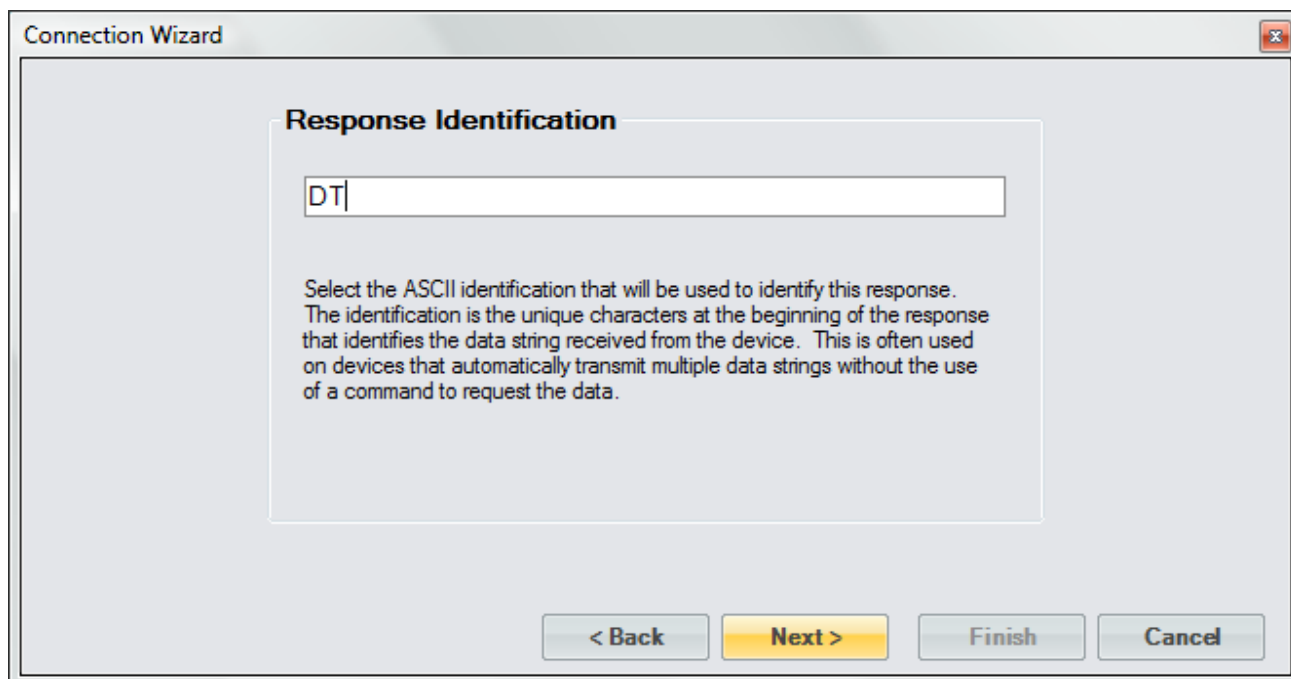 Connection Wizard
Response Identification
DT
Select the ASCII identification that will be used to identify this response.
The identification is the unique characters at the beginning of the response
that identifies the data string received from the device.  This is often used
on devices that automatically transmit multiple data strings without the use
of a command to request the data.
< Back
Next >
Finish
Cancel